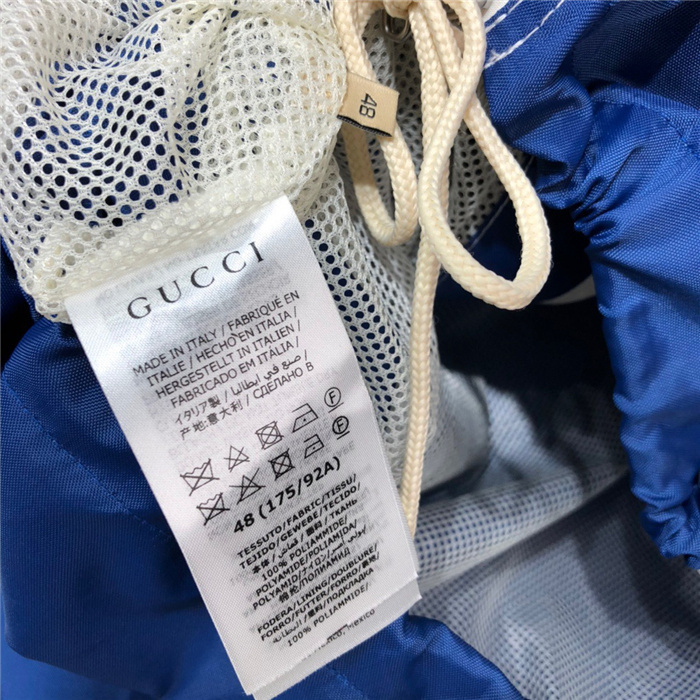 48
GUCCI
MADE IN ITALY / FABRIQUÉ EN
ITALIE / HECHO EN ITALIA /
HERGESTELLT IN ITALIEN /
FABRICADO EM ITÁLIA /
イタリア製 / صنع في ايطاليا /
产地:意大利 / СДЕЛАНО В
F
F
48 (175/92A)
TESSUTO/FABRIC/TISSU/
TEJIDO/GEWEBE/TECIDO/
100% POLIAMMIDE/
POLYAMIDE/POLIAMIDA/
FODERA/LINING/DOUBLURE/
FORRO/FUTTER/FORRO/
100% POLIAMMIDE/
Mexico, Mexico